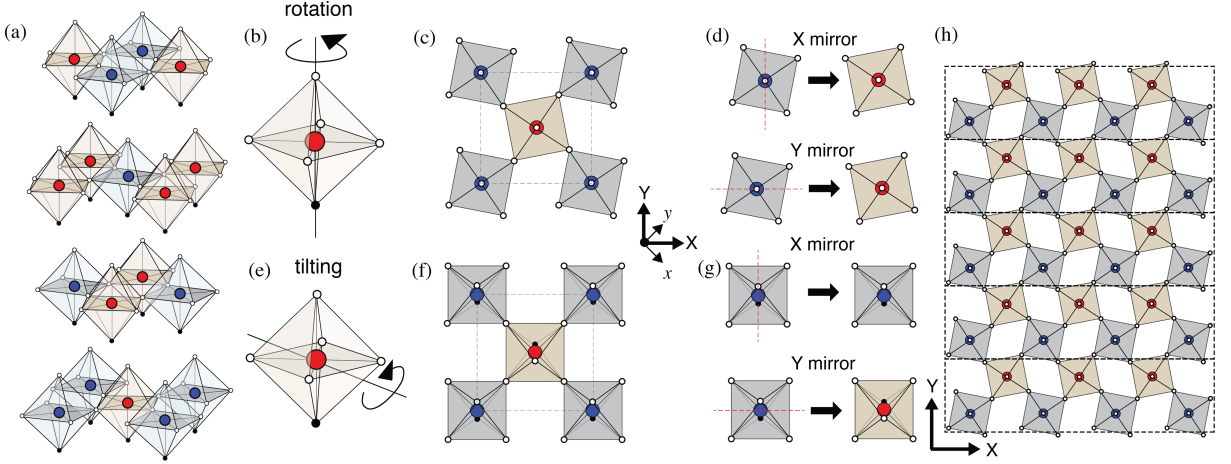 (a)
rotation
(b)
(c)
(d)
X mirror
Y mirror
(e)
tilting
(f)
Y
y
X
x
X mirror
(g)
Y mirror
(h)
Y
X